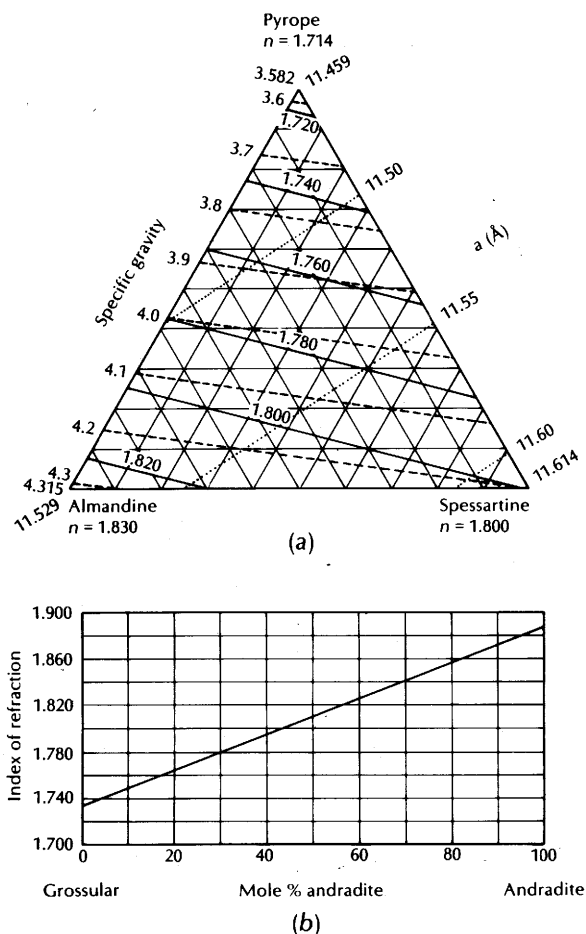 Pyrope
n = 1.714
3.582
11.459
3.6
1.720
3.7
1.740
11.50
3.8
a (Å)
Specific gravity
3.9
1.760
11.55
4.0
1.780
4.1
1.800
4.2
11.60
1.820
11.614
4.3
4.315
11.529
Almandine
n = 1.830
Spessartine
n = 1.800
(a)
1.900
1.860
1.820
1.780
1.740
1.700
Index of refraction
0 20 40 60 80 100
Grossular Mole % andradite Andradite
(b)